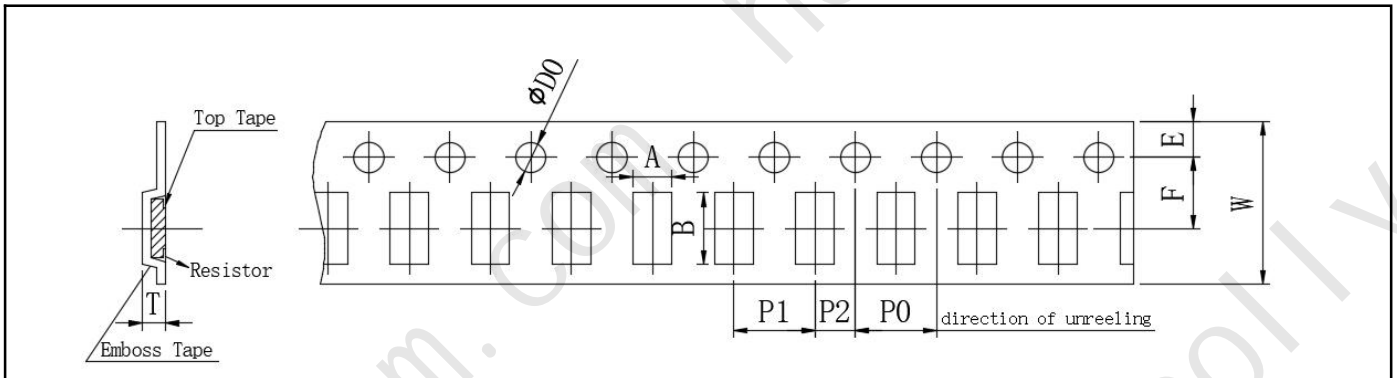 ΦD0
Top Tape
A
E
F
W
B
Resistor
T
P1
P2
P0
direction of unreeling
Emboss Tape